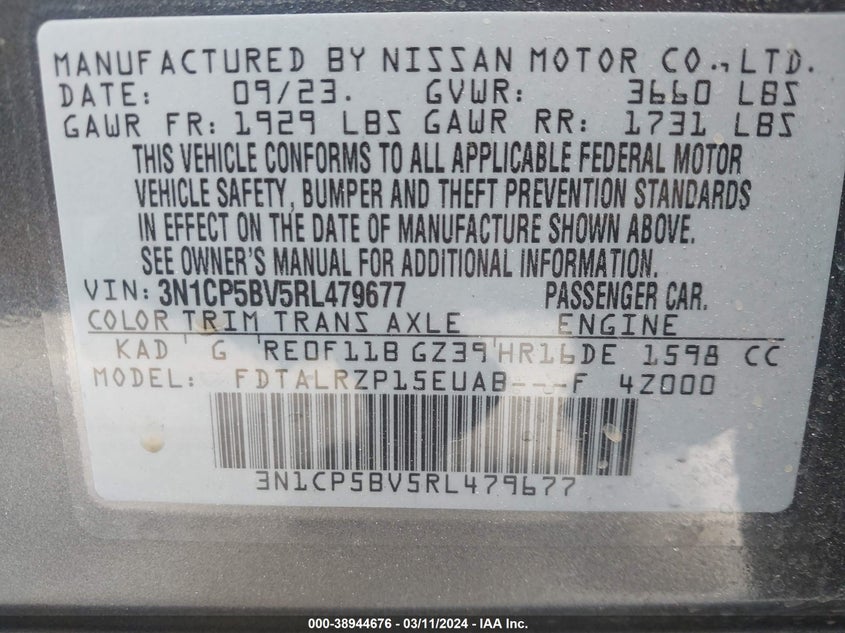 MANUFACTURED BY NISSAN MOTOR CO., LTD.
DATE: 09/23. GVWR: 3660 LBS
GAWR FR: 1929 LBS GAWR RR: 1731 LBS
THIS VEHICLE CONFORMS TO ALL APPLICABLE FEDERAL MOTOR
VEHICLE SAFETY, BUMPER AND THEFT PREVENTION STANDARDS
IN EFFECT ON THE DATE OF MANUFACTURE SHOWN ABOVE.
SEE OWNER'S MANUAL FOR ADDITIONAL INFORMATION.
VIN: 3N1CP5BV5RL479677 PASSENGER CAR.
COLOR TRIM TRANS AXLE ENGINE
KAD G RE0F11B GZ39 HR16DE 1598 CC
MODEL: FDTALRZP15EUAB---F 4Z000
3N1CP5BV5RL479677
000-38944676 - 03/11/2024 - IAA Inc.